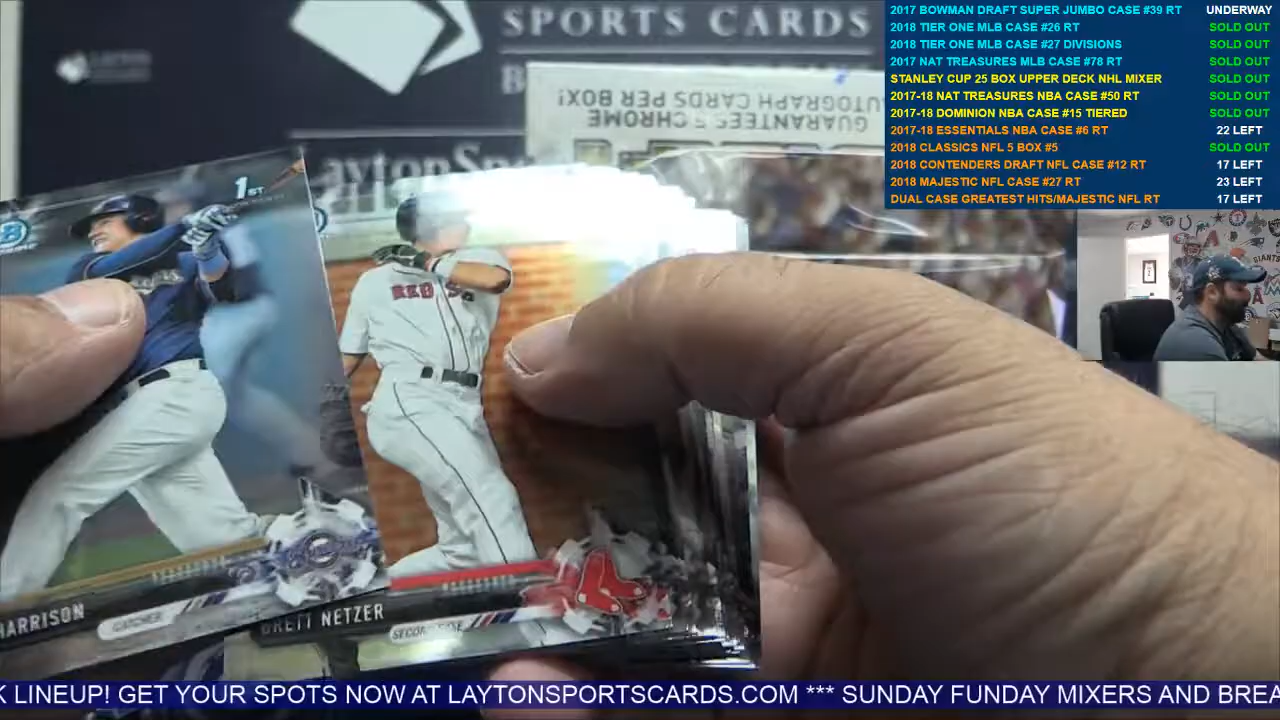 SPORTS CARDS
2017 BOWMAN DRAFT SUPER JUMBO CASE #39 RT UNDERWAY
2018 TIER ONE MLB CASE #26 RT SOLD OUT
2018 TIER ONE MLB CASE #27 DIVISIONS SOLD OUT
2017 NAT TREASURES MLB CASE #78 RT SOLD OUT
STANLEY CUP 25 BOX UPPER DECK NHL MIXER SOLD OUT
2017-18 NAT TREASURES NBA CASE #50 RT SOLD OUT
2017-18 DOMINION NBA CASE #15 TIERED SOLD OUT
2017-18 ESSENTIALS NBA CASE #6 RT 22 LEFT
2018 CLASSICS NFL 5 BOX #5 SOLD OUT
2018 CONTENDERS DRAFT NFL CASE #12 RT 17 LEFT
2018 MAJESTIC NFL CASE #27 RT 23 LEFT
DUAL CASE GREATEST HITS/MAJESTIC NFL RT 17 LEFT
GUARANTEES 5 CHROME
AUTOGRAPH CARDS PER BOX!
1ST
HARRISON
CATCHER
BRETT NETZER
K LINEUP! GET YOUR SPOTS NOW AT LAYTONSPORTSCARDS.COM *** SUNDAY FUNDAY MIXERS AND BREA